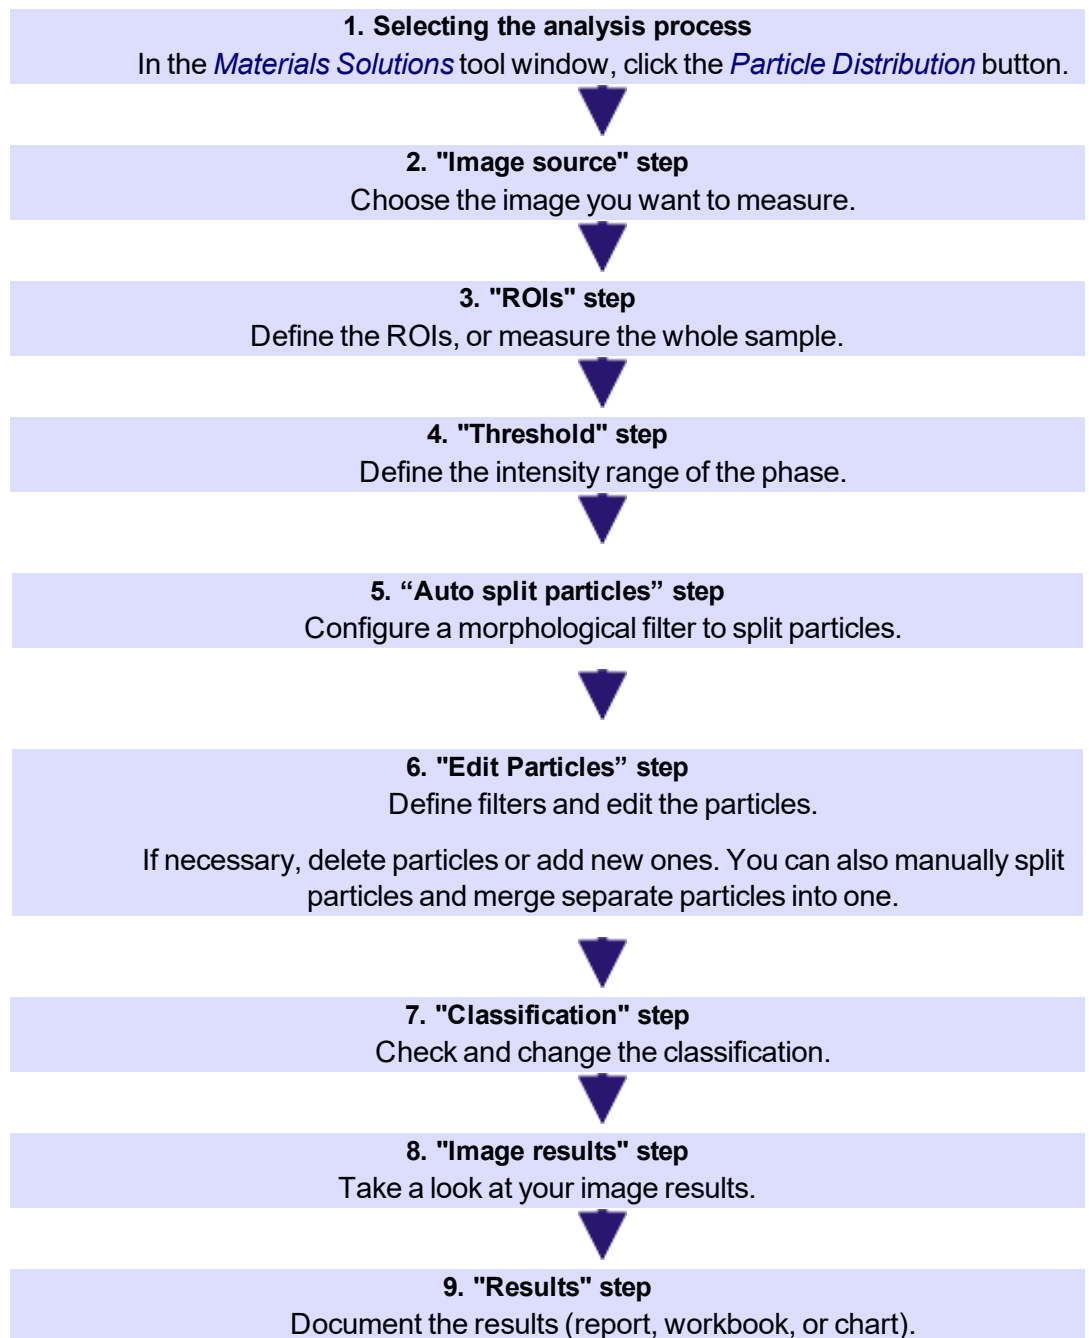 1. Selecting the analysis process
In the Materials Solutions tool window, click the Particle Distribution button.
2. "Image source" step
Choose the image you want to measure.
3. "ROIs" step
Define the ROIs, or measure the whole sample.
4. "Threshold" step
Define the intensity range of the phase.
5. “Auto split particles” step
Configure a morphological filter to split particles.
6. "Edit Particles” step
Define filters and edit the particles.
If necessary, delete particles or add new ones. You can also manually split
particles and merge separate particles into one.
7. "Classification" step
Check and change the classification.
8. "Image results" step
Take a look at your image results.
9. "Results" step
Document the results (report, workbook, or chart).